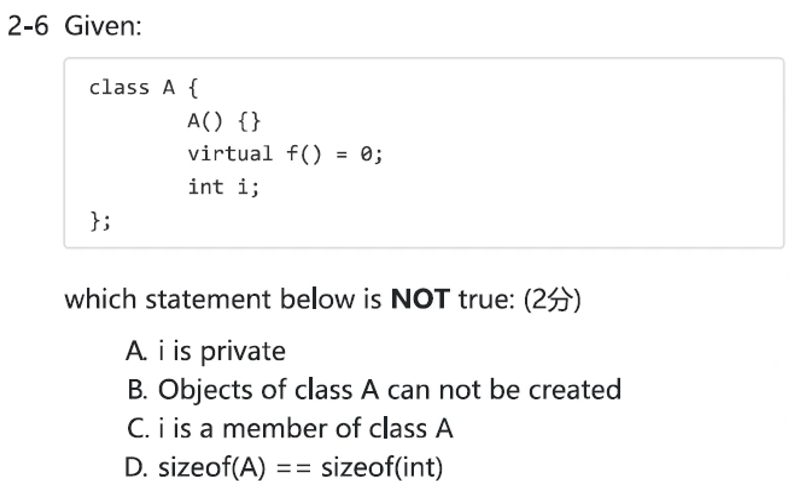 2-6 Given:
class A {
A() {}
virtual f() = 0;
int i;
};
which statement below is NOT true: (2分)
A. i is private
B. Objects of class A can not be created
C. i is a member of class A
D. sizeof(A) == sizeof(int)